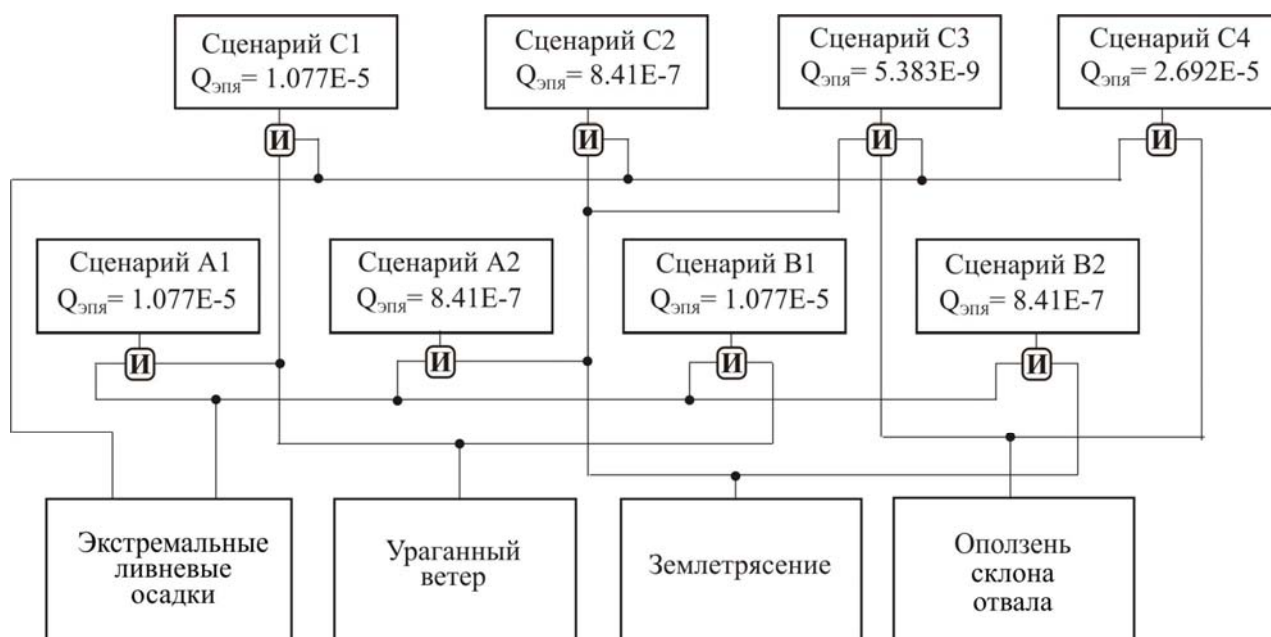 Сценарий С1
Qэпя= 1.077E-5
Сценарий С2
Qэпя= 8.41E-7
Сценарий С3
Qэпя= 5.383E-9
Сценарий С4
Qэпя= 2.692E-5
И
И
И
И
Сценарий А1
Qэпя= 1.077E-5
Сценарий А2
Qэпя= 8.41E-7
Сценарий В1
Qэпя= 1.077E-5
Сценарий В2
Qэпя= 8.41E-7
И
И
И
И
Экстремальные
ливневые
осадки
Ураганный
ветер
Землетрясение
Оползень
склона
отвала